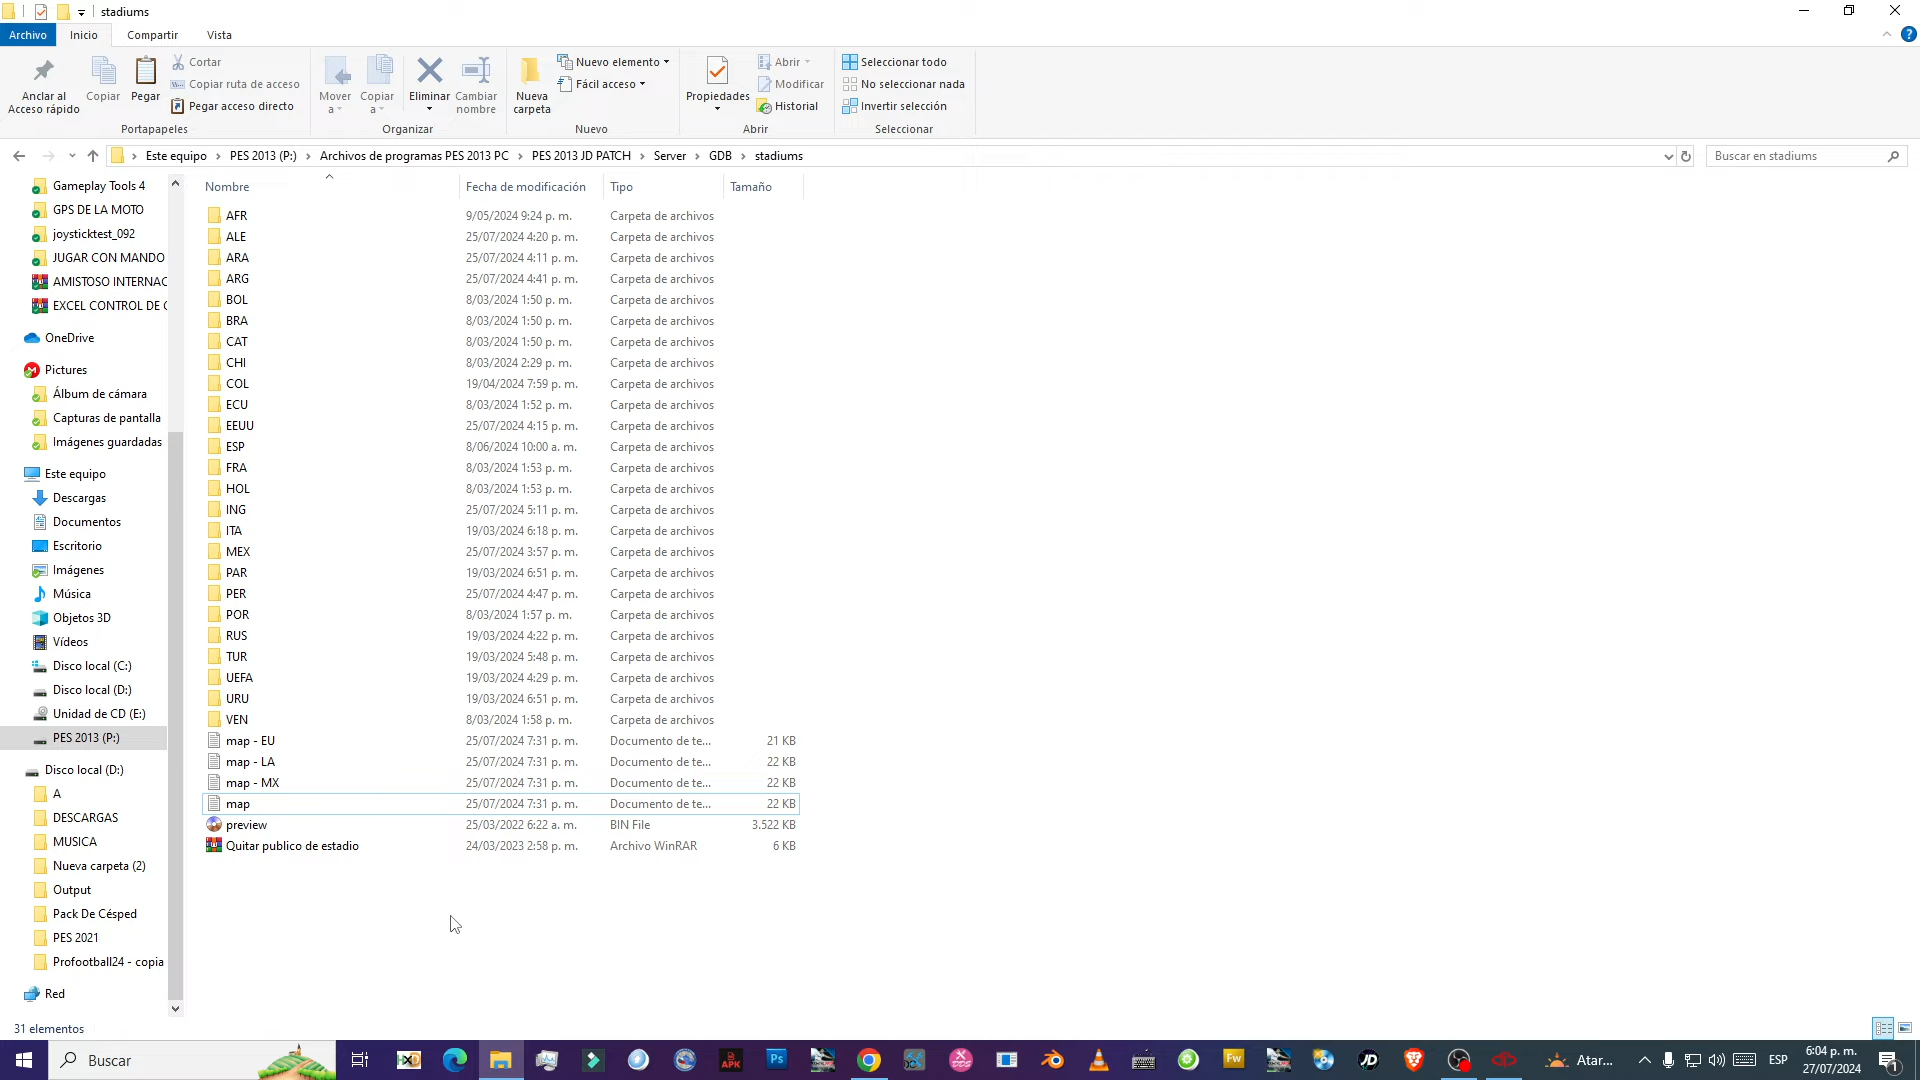 stadiums
Archivo
Inicio
Compartir
Vista
Anclar al
Acceso rápido
Copiar
Pegar
Cortar
Copiar ruta de acceso
Pegar acceso directo
Portapapeles
Mover
a
Copiar
a
Eliminar
Cambiar
nombre
Organizar
Nueva
carpeta
Nuevo elemento
Fácil acceso
Nuevo
Propiedades
Abrir
Modificar
Historial
Abrir
Seleccionar todo
No seleccionar nada
Invertir selección
Seleccionar
Este equipo > PES 2013 (P:) > Archivos de programas PES 2013 PC > PES 2013 JD PATCH > Server > GDB > stadiums
Buscar en stadiums
Gameplay Tools 4
GPS DE LA MOTO
joysticktest_092
JUGAR CON MANDO
AMISTOSO INTERNAC
EXCEL CONTROL DE
OneDrive
Pictures
Álbum de cámara
Capturas de pantalla
Imágenes guardadas
Este equipo
Descargas
Documentos
Escritorio
Imágenes
Música
Objetos 3D
Vídeos
Disco local (C:)
Disco local (D:)
Unidad de CD (E:)
PES 2013 (P:)
Disco local (D:)
A
DESCARGAS
MUSICA
Nueva carpeta (2)
Output
Pack De Césped
PES 2021
Profootball24 - copia
Red
Nombre Fecha de modificación Tipo Tamaño
AFR 9/05/2024 9:24 p. m. Carpeta de archivos
ALE 25/07/2024 4:20 p. m. Carpeta de archivos
ARA 25/07/2024 4:11 p. m. Carpeta de archivos
ARG 25/07/2024 4:41 p. m. Carpeta de archivos
BOL 8/03/2024 1:50 p. m. Carpeta de archivos
BRA 8/03/2024 1:50 p. m. Carpeta de archivos
CAT 8/03/2024 1:50 p. m. Carpeta de archivos
CHI 8/03/2024 2:29 p. m. Carpeta de archivos
COL 19/04/2024 7:59 p. m. Carpeta de archivos
ECU 8/03/2024 1:52 p. m. Carpeta de archivos
EEUU 25/07/2024 4:15 p. m. Carpeta de archivos
ESP 8/06/2024 10:00 a. m. Carpeta de archivos
FRA 8/03/2024 1:53 p. m. Carpeta de archivos
HOL 8/03/2024 1:53 p. m. Carpeta de archivos
ING 25/07/2024 5:11 p. m. Carpeta de archivos
ITA 19/03/2024 6:18 p. m. Carpeta de archivos
MEX 25/07/2024 3:57 p. m. Carpeta de archivos
PAR 19/03/2024 6:51 p. m. Carpeta de archivos
PER 25/07/2024 4:47 p. m. Carpeta de archivos
POR 8/03/2024 1:57 p. m. Carpeta de archivos
RUS 19/03/2024 4:22 p. m. Carpeta de archivos
TUR 19/03/2024 5:48 p. m. Carpeta de archivos
UEFA 19/03/2024 4:29 p. m. Carpeta de archivos
URU 19/03/2024 6:51 p. m. Carpeta de archivos
VEN 8/03/2024 1:58 p. m. Carpeta de archivos
map - EU 25/07/2024 7:31 p. m. Documento de te... 21 KB
map - LA 25/07/2024 7:31 p. m. Documento de te... 22 KB
map - MX 25/07/2024 7:31 p. m. Documento de te... 22 KB
map 25/07/2024 7:31 p. m. Documento de te... 22 KB
preview 25/03/2022 6:22 a. m. BIN File 3.522 KB
Quitar publico de estadio 24/03/2023 2:58 p. m. Archivo WinRAR 6 KB
31 elementos
Buscar
HXD
APK
Ps
Fw
JD
Atar...
ESP
6:04 p. m.
27/07/2024
1